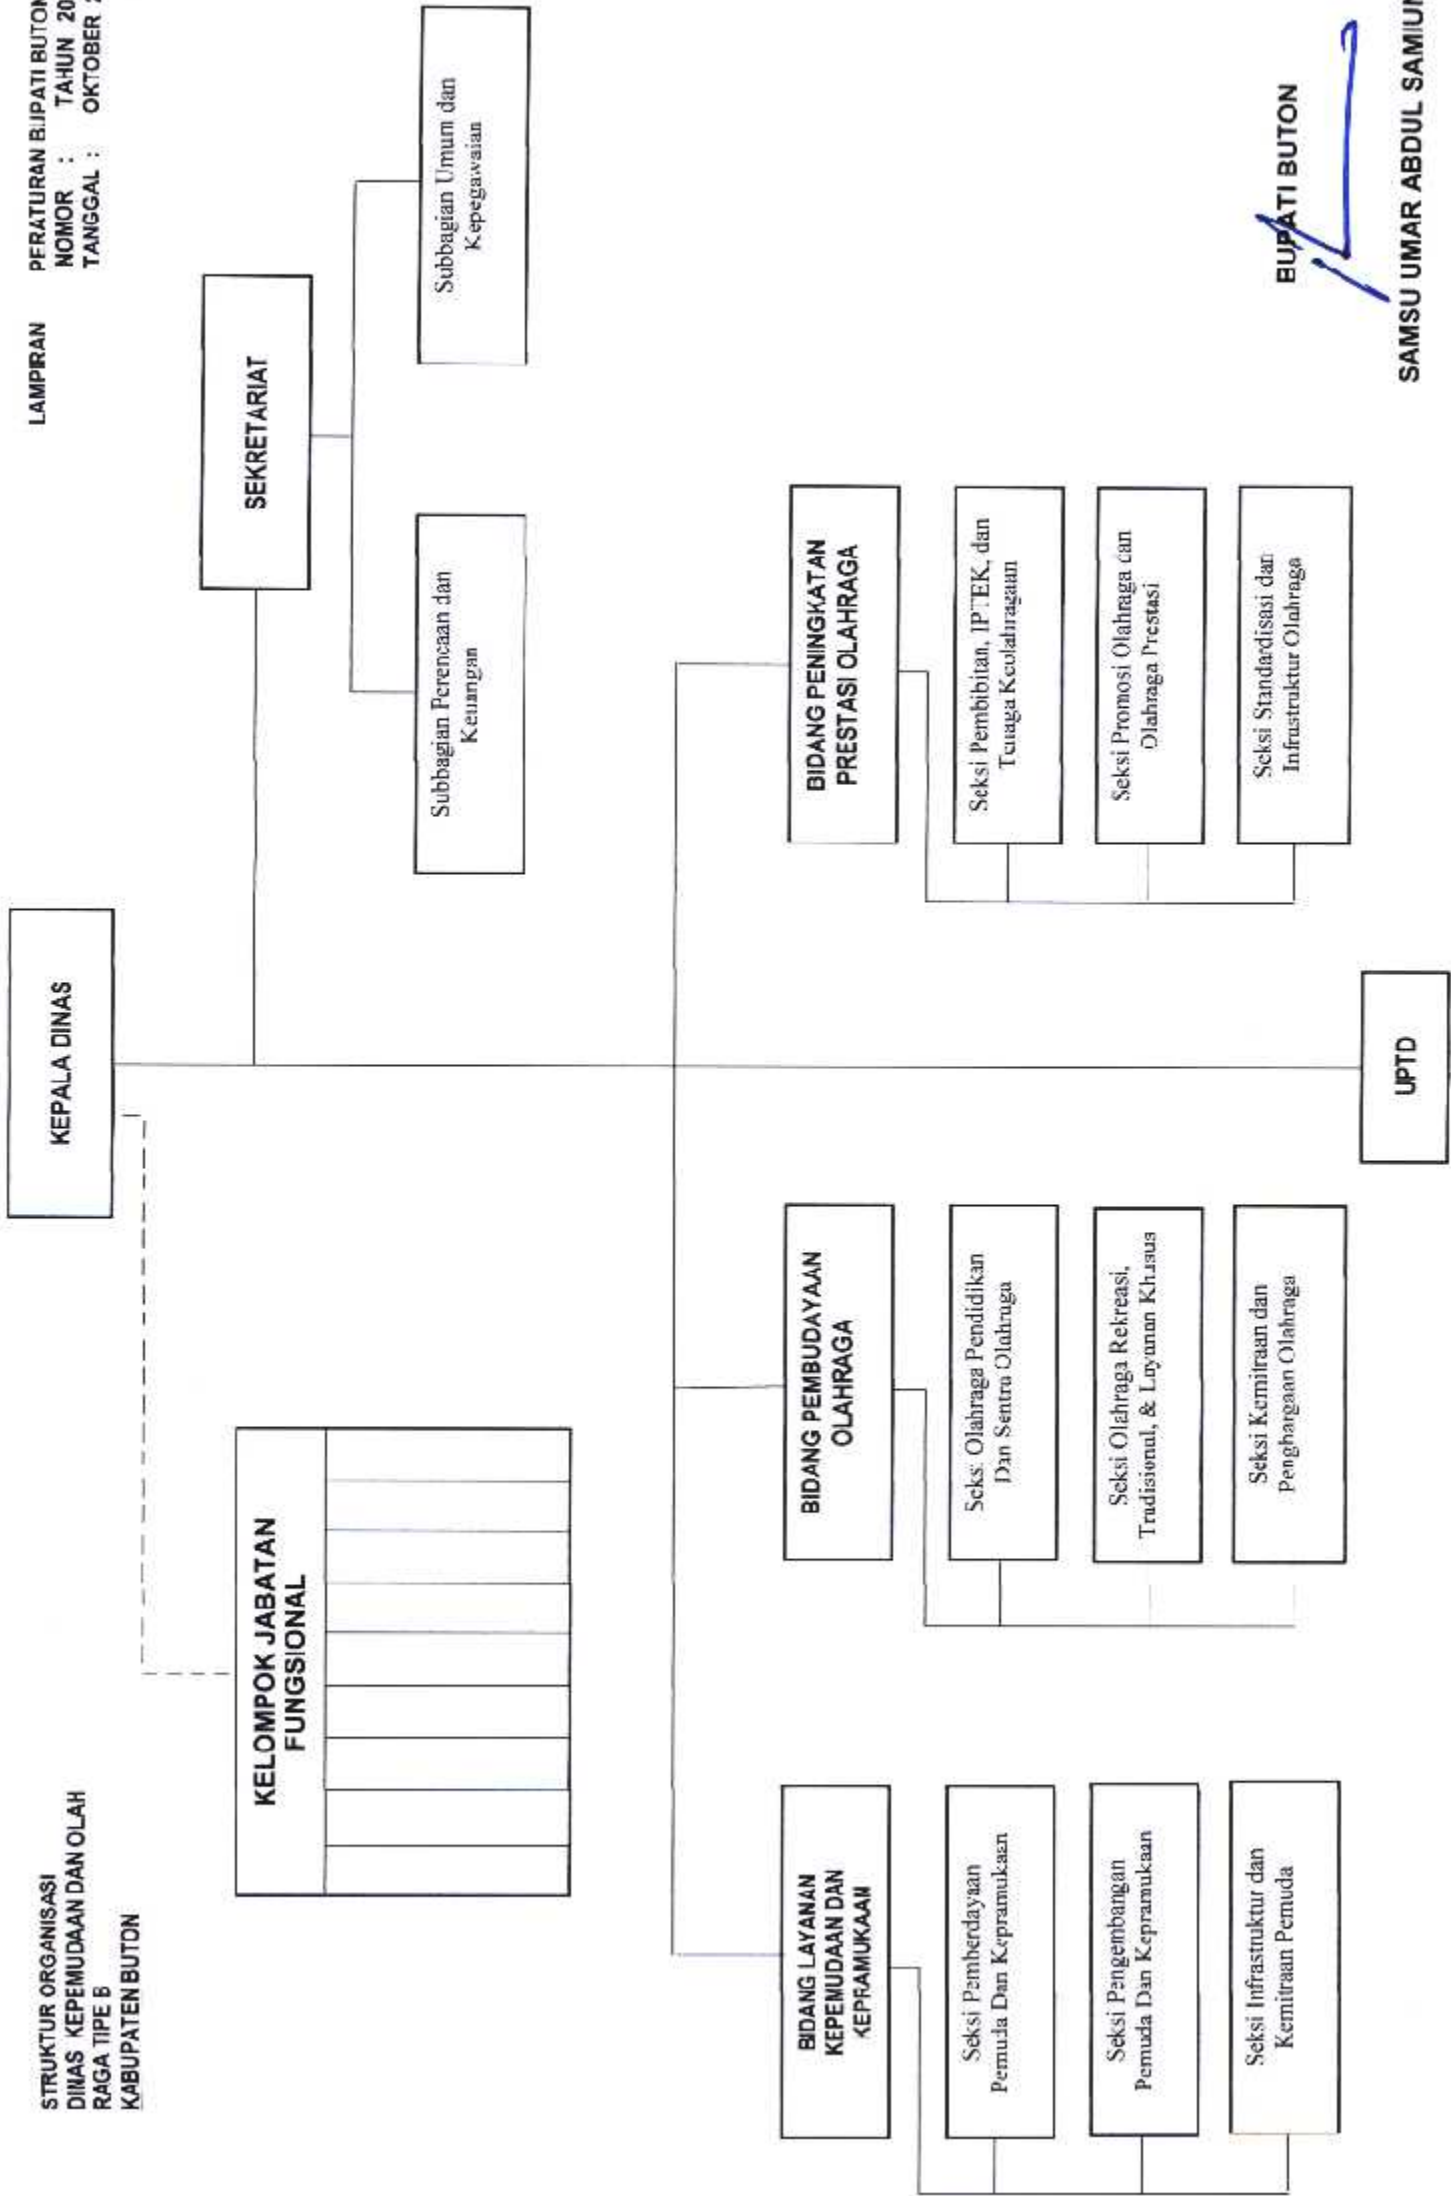 STRUKTUR ORGANISASI
DINAS KEPEMUDAAN DAN OLAH
RAGA TIPE B
KABUPATEN BUTON
LAMPIRAN PERATURAN BUPATI BUTON
NOMOR : TAHUN 20
TANGGAL : OKTOBER 2
KEPALA DINAS
KELOMPOK JABATAN
FUNGSIONAL
SEKRETARIAT
Subbagian Perencaan dan
Keuangan
Subbagian Umum dan
Kepegawaian
BIDANG LAYANAN
KEPEMUDAAN DAN
KEPRAMUKAAN
Seksi Pemberdayaan
Pemuda Dan Kepramukaan
Seksi Pengembangan
Pemuda Dan Kepramukaan
Seksi Infrastruktur dan
Kemitraan Pemuda
BIDANG PEMBUDAYAAN
OLAHRAGA
Seksi Olahraga Pendidikan
Dan Sentra Olahraga
Seksi Olahraga Rekreasi,
Tradisional, & Layanan Khusus
Seksi Kemitraan dan
Penghargaan Olahraga
BIDANG PENINGKATAN
PRESTASI OLAHRAGA
Seksi Pembibitan, IPTEK, dan
Tenaga Keolahragaan
Seksi Promosi Olahraga dan
Olahraga Prestasi
Seksi Standardisasi dan
Infrustruktur Olahraga
UPTD
BUPATI BUTON
SAMSU UMAR ABDUL SAMIUN